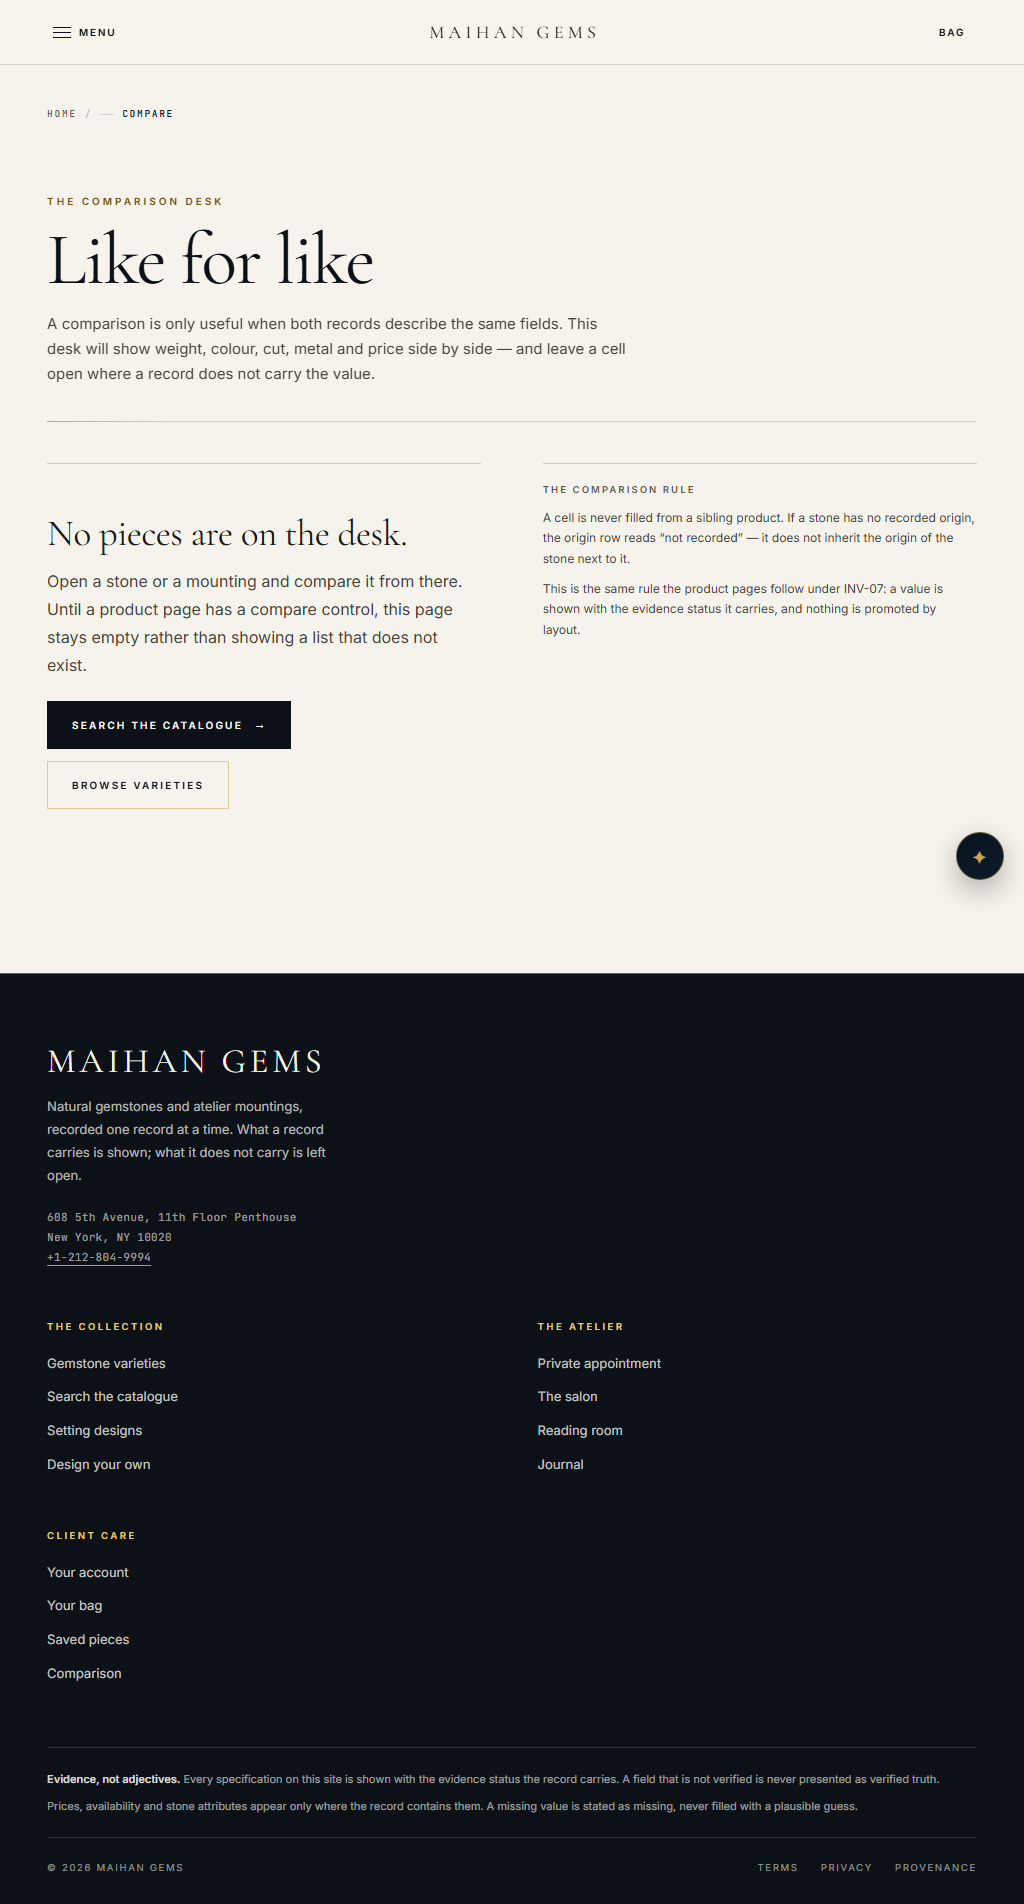 MENU
MAIHAN GEMS
BAG
HOME / — COMPARE
THE COMPARISON DESK
Like for like
A comparison is only useful when both records describe the same fields. This
desk will show weight, colour, cut, metal and price side by side — and leave a cell
open where a record does not carry the value.
No pieces are on the desk.
Open a stone or a mounting and compare it from there.
Until a product page has a compare control, this page
stays empty rather than showing a list that does not
exist.
SEARCH THE CATALOGUE →
BROWSE VARIETIES
THE COMPARISON RULE
A cell is never filled from a sibling product. If a stone has no recorded origin,
the origin row reads “not recorded” — it does not inherit the origin of the
stone next to it.
This is the same rule the product pages follow under INV-07: a value is
shown with the evidence status it carries, and nothing is promoted by
layout.
MAIHAN GEMS
Natural gemstones and atelier mountings,
recorded one record at a time. What a record
carries is shown; what it does not carry is left
open.
608 5th Avenue, 11th Floor Penthouse
New York, NY 10020
+1-212-804-9994
THE COLLECTION
Gemstone varieties
Search the catalogue
Setting designs
Design your own
THE ATELIER
Private appointment
The salon
Reading room
Journal
CLIENT CARE
Your account
Your bag
Saved pieces
Comparison
Evidence, not adjectives. Every specification on this site is shown with the evidence status the record carries. A field that is not verified is never presented as verified truth.
Prices, availability and stone attributes appear only where the record contains them. A missing value is stated as missing, never filled with a plausible guess.
© 2026 MAIHAN GEMS
TERMS PRIVACY PROVENANCE